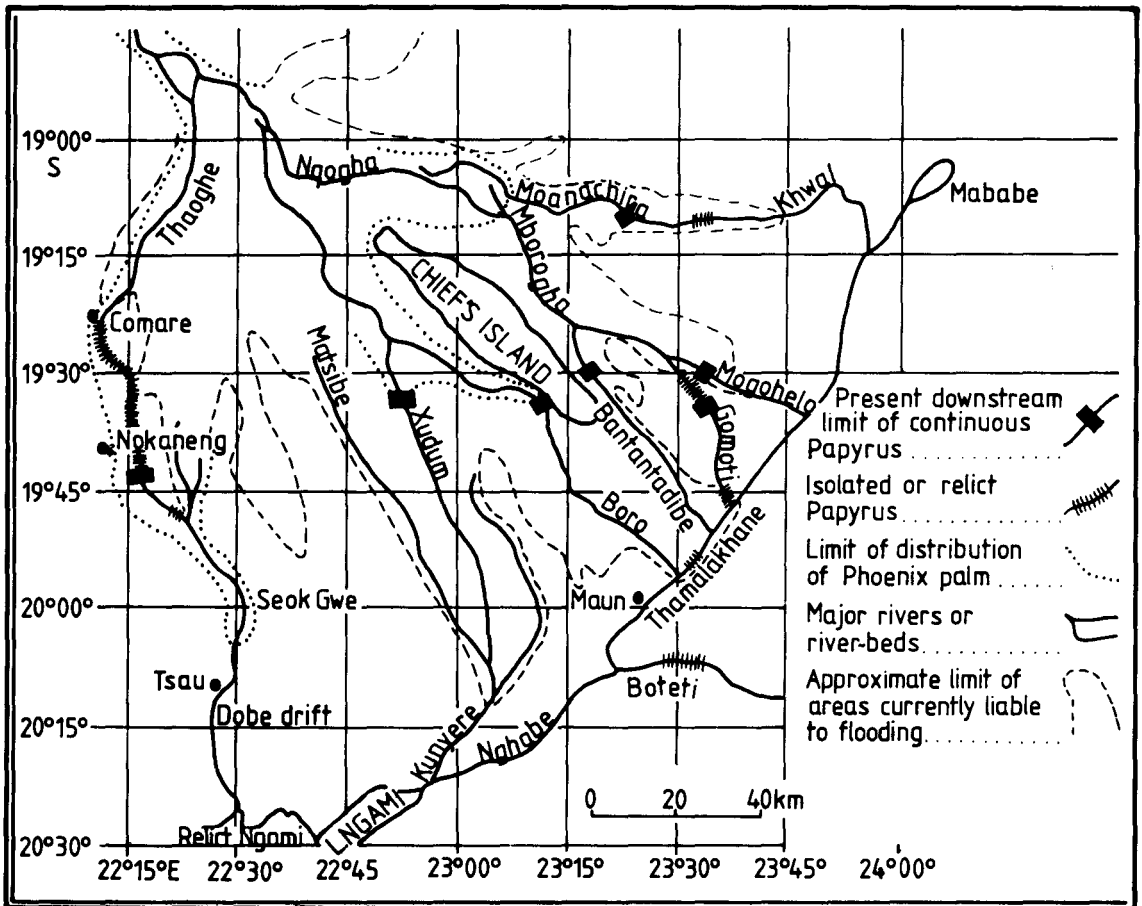 19°00°
S
19°15°
19°30°
19°45°
20°00°
20°15°
20°30°
22°15°E
22°30°
22°45
23°00°
23°15°
23°30°
23°45°
24°00°
Thaoghe
Nqogha
Moanachira
Khwai
Mababe
Mborogha
CHIEF'S ISLAND
Comare
Matsibe
Xudum
Mogohelo
Gomoti
Bantantadibe
Boro
Nokaneng
Thamalakhane
Maun
Seok Gwe
Tsau
Dobe drift
Boteti
Kunyere
Nghabe
L.NGAMI
Relict Ngami
0 20 40km
Present downstream
limit of continuous
Papyrus
Isolated or relict
Papyrus
Limit of distribution
of Phoenix palm
Major rivers or
river-beds
Approximate limit of
areas currently liable
to flooding